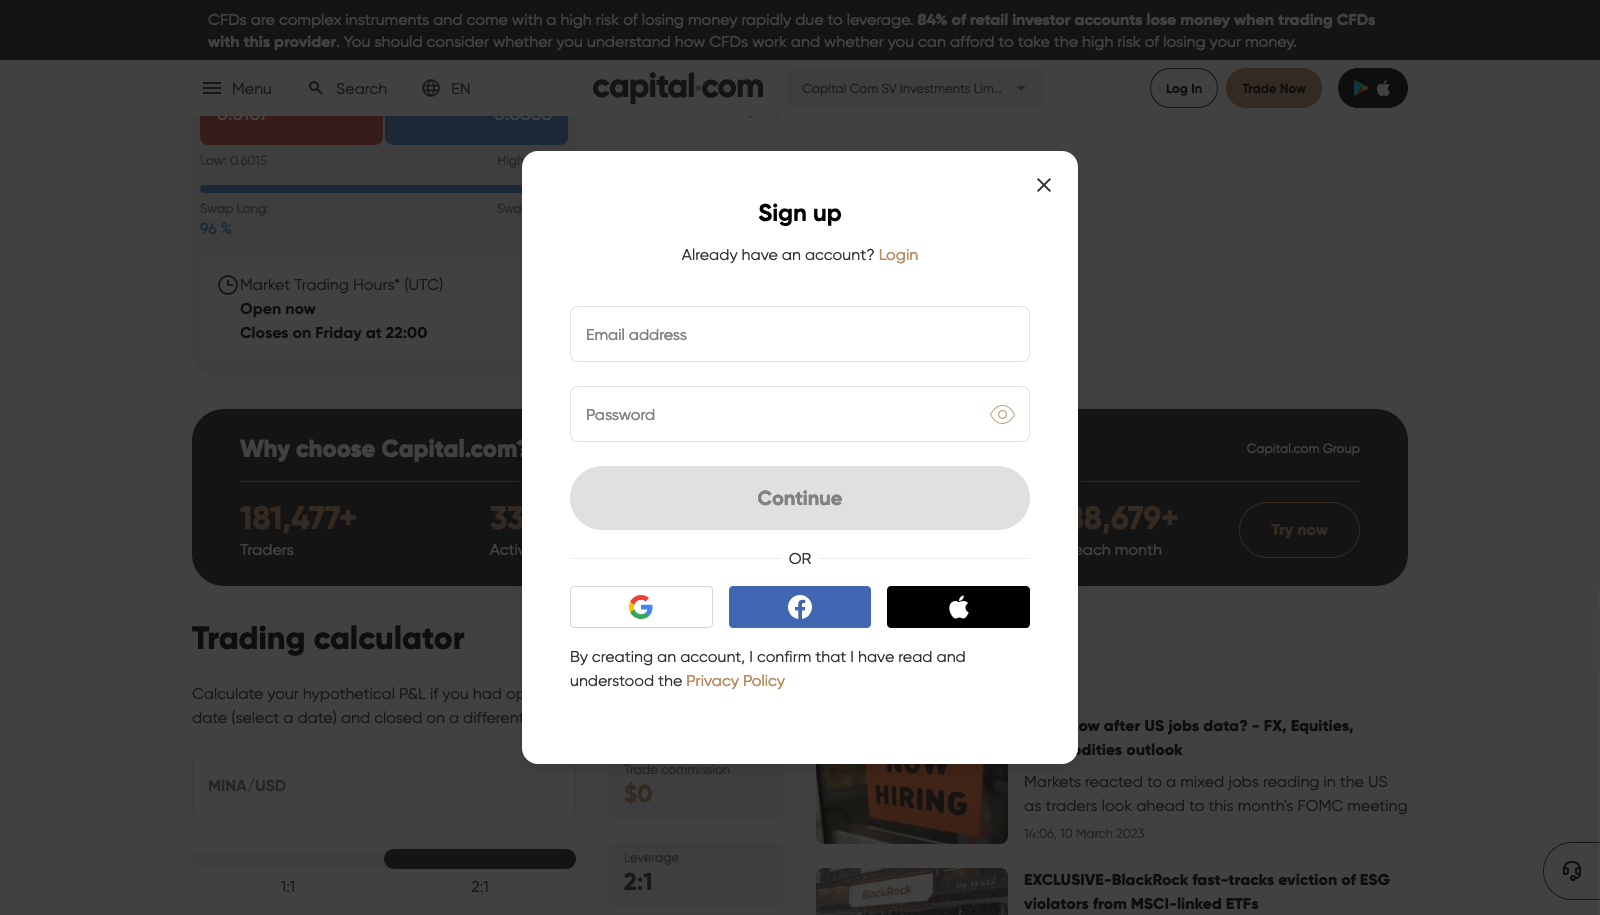 CFDs are complex instruments and come with a high risk of losing money rapidly due to leverage. 84% of retail investor accounts lose money when trading CFDs
with this provider. You should consider whether you understand how CFDs work and whether you can afford to take the high risk of losing your money.
Menu
Search
EN
capital.com
Capital Com SV Investments Lim...
Log In
Trade Now
Low: 0.6015
High
Swap Long:
Swa
96 %
Market Trading Hours* (UTC)
Open now
Closes on Friday at 22:00
Sign up
Already have an account? Login
Email address
Password
Continue
OR
By creating an account, I confirm that I have read and
understood the Privacy Policy
Why choose Capital.com?
Capital.com Group
181,477+
33
38,679+
Traders
Activ
each month
Try now
Trading calculator
Calculate your hypothetical P&L if you had op
date (select a date) and closed on a different
MINA/USD
1:1
2:1
Trade commission
$0
Leverage
2:1
NOW
HIRING
ow after US jobs data? - FX, Equities,
odities outlook
Markets reacted to a mixed jobs reading in the US
as traders look ahead to this month's FOMC meeting
14:06, 10 March 2023
BlackRock
EXCLUSIVE-BlackRock fast-tracks eviction of ESG
violators from MSCI-linked ETFs